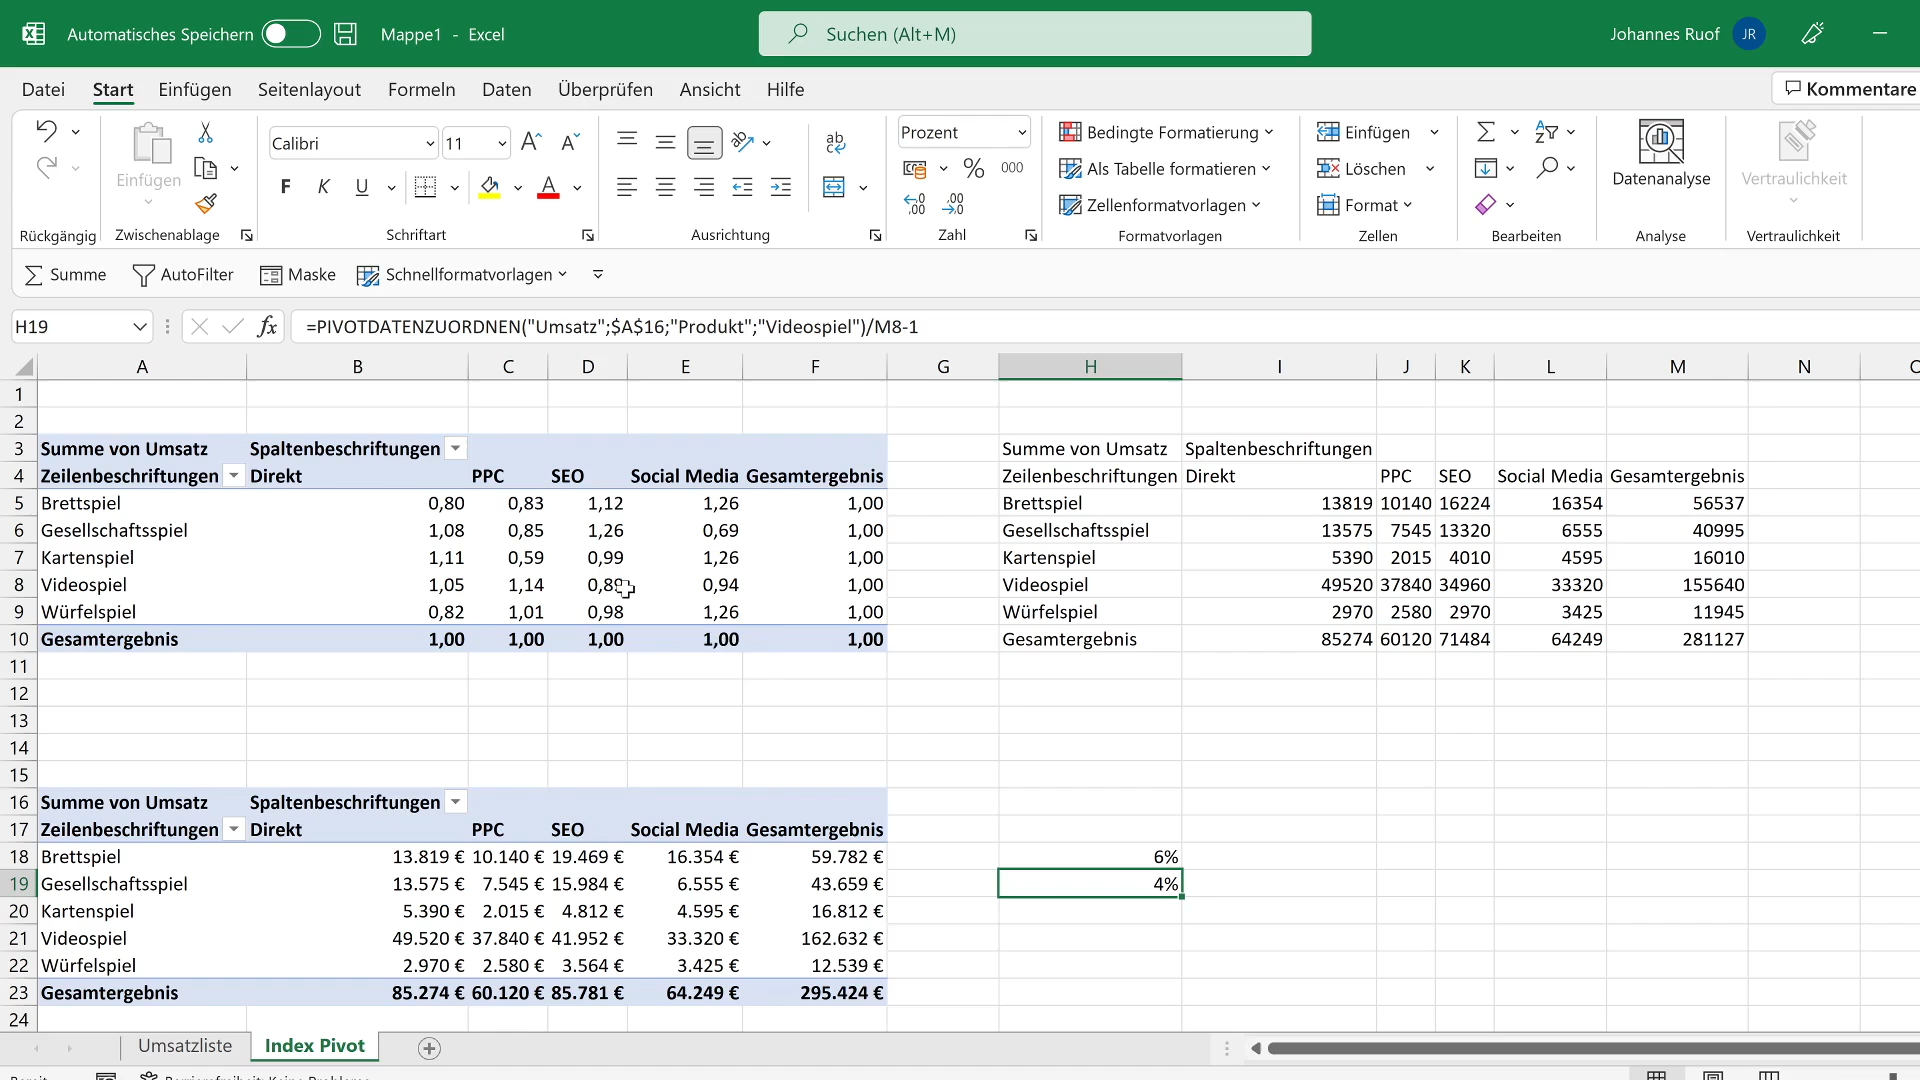 Automatisches Speichern Mappe1 - Excel Suchen (Alt+M) Johannes Ruof JR
Datei Start Einfügen Seitenlayout Formeln Daten Überprüfen Ansicht Hilfe Kommentare
Einfügen Calibri 11 F K U A ab Prozent % 000 Bedingte Formatierung Als Tabelle formatieren Zellenformatvorlagen Einfügen Löschen Format Datenanalyse Vertraulichkeit
Rückgängig Zwischenablage Schriftart Ausrichtung Zahl Formatvorlagen Zellen Bearbeiten Analyse Vertraulichkeit
Summe AutoFilter Maske Schnellformatvorlagen
H19 fx =PIVOTDATENZUORDNEN("Umsatz";$A$16;"Produkt";"Videospiel")/M8-1
A B C D E F G H I J K L M N
1
2
3 Summe von Umsatz Spaltenbeschriftungen Summe von Umsatz Spaltenbeschriftungen
4 Zeilenbeschriftungen Direkt PPC SEO Social Media Gesamtergebnis Zeilenbeschriftungen Direkt PPC SEO Social Media Gesamtergebnis
5 Brettspiel 0,80 0,83 1,12 1,26 1,00 Brettspiel 13819 10140 16224 16354 56537
6 Gesellschaftsspiel 1,08 0,85 1,26 0,69 1,00 Gesellschaftsspiel 13575 7545 13320 6555 40995
7 Kartenspiel 1,11 0,59 0,99 1,26 1,00 Kartenspiel 5390 2015 4010 4595 16010
8 Videospiel 1,05 1,14 0,94 1,00 Videospiel 49520 37840 34960 33320 155640
9 Würfelspiel 0,82 1,01 0,98 1,26 1,00 Würfelspiel 2970 2580 2970 3425 11945
10 Gesamtergebnis 1,00 1,00 1,00 1,00 1,00 Gesamtergebnis 85274 60120 71484 64249 281127
11
12
13
14
15
16 Summe von Umsatz Spaltenbeschriftungen
17 Zeilenbeschriftungen Direkt PPC SEO Social Media Gesamtergebnis
18 Brettspiel 13.819 € 10.140 € 19.469 € 16.354 € 59.782 € 6%
19 Gesellschaftsspiel 13.575 € 7.545 € 15.984 € 6.555 € 43.659 € 4%
20 Kartenspiel 5.390 € 2.015 € 4.812 € 4.595 € 16.812 €
21 Videospiel 49.520 € 37.840 € 41.952 € 33.320 € 162.632 €
22 Würfelspiel 2.970 € 2.580 € 3.564 € 3.425 € 12.539 €
23 Gesamtergebnis 85.274 € 60.120 € 85.781 € 64.249 € 295.424 €
24
Umsatzliste Index Pivot